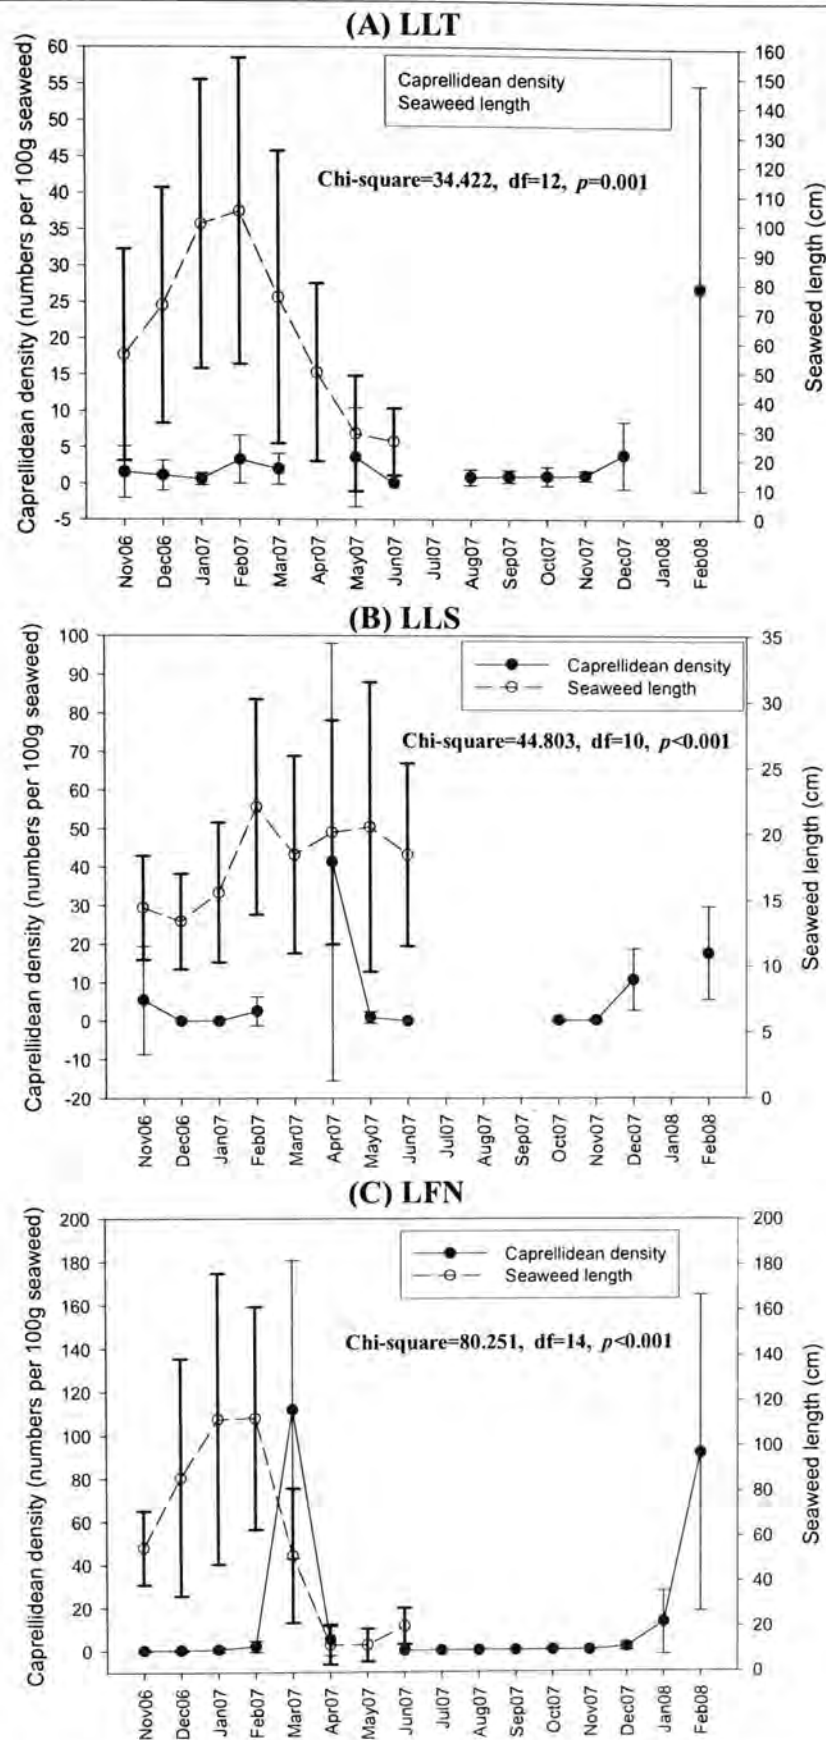 (A) LLT
Caprellidean density (numbers per 100g seaweed)
60
55
50
45
40
35
30
25
20
15
10
5
0
-5
Caprellidean density
Seaweed length
Chi-square=34.422, df=12, p=0.001
160
150
140
130
120
110
100
90
80
70
60
50
40
30
20
10
0
Seaweed length (cm)
Nov06
Dec06
Jan07
Feb07
Mar07
Apr07
May07
Jun07
Jul07
Aug07
Sep07
Oct07
Nov07
Dec07
Jan08
Feb08
(B) LLS
Caprellidean density (numbers per 100g seaweed)
100
90
80
70
60
50
40
30
20
10
0
-10
-20
Caprellidean density
Seaweed length
Chi-square=44.803, df=10, p<0.001
35
30
25
20
15
10
5
0
Seaweed length (cm)
Nov06
Dec06
Jan07
Feb07
Mar07
Apr07
May07
Jun07
Jul07
Aug07
Sep07
Oct07
Nov07
Dec07
Jan08
Feb08
(C) LFN
Caprellidean density (numbers per 100g seaweed)
200
180
160
140
120
100
80
60
40
20
0
Caprellidean density
Seaweed length
Chi-square=80.251, df=14, p<0.001
200
180
160
140
120
100
80
60
40
20
0
Seaweed length (cm)
Nov06
Dec06
Jan07
Feb07
Mar07
Apr07
May07
Jun07
Jul07
Aug07
Sep07
Oct07
Nov07
Dec07
Jan08
Feb08